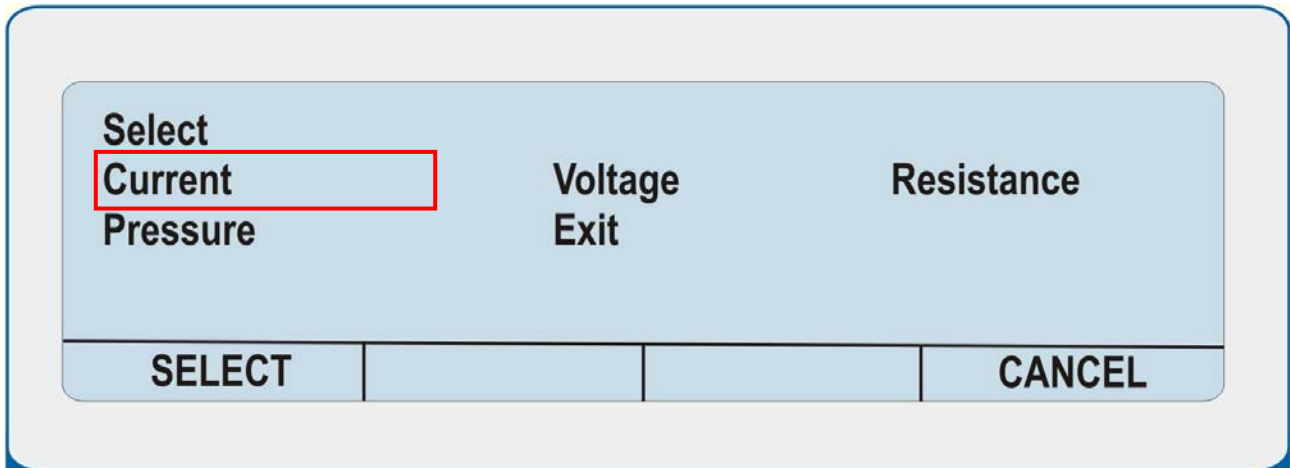 Select
Current Voltage Resistance
Pressure Exit
SELECT CANCEL